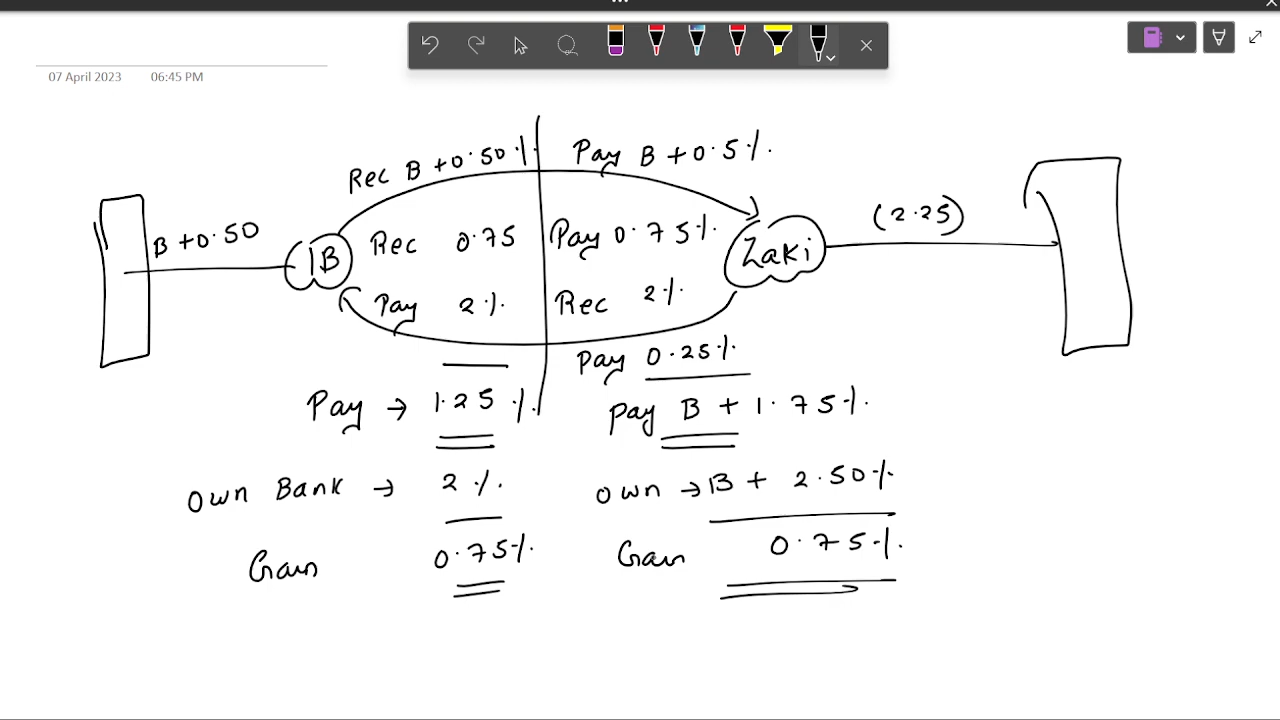 07 April 2023 06:45 PM
Rec B +0.50% Pay B +0.5%
B +0.50 (2.25)
IB Rec 0.75 Pay 0.75% Zaki
Pay 2% Rec 2%
Pay 0.25%
Pay → 1.25% Pay B + 1.75%
Own Bank → 2% Own → B + 2.50%
Gain 0.75% Gain 0.75%